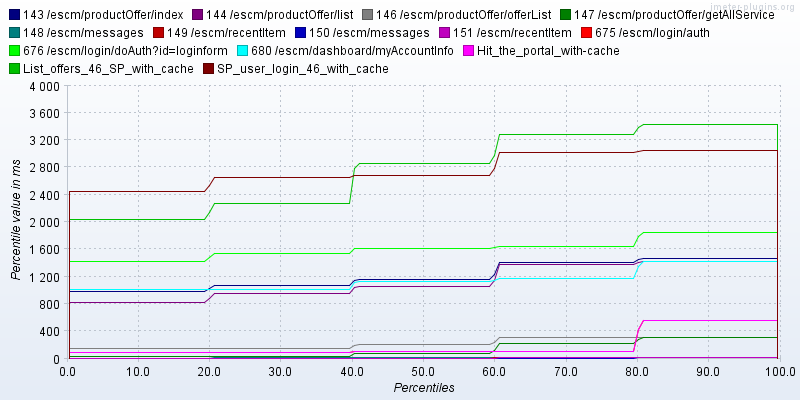 jmeter-plugins.org
143 /escm/productOffer/index 144 /escm/productOffer/list 146 /escm/productOffer/offerList 147 /escm/productOffer/getAllService
148 /escm/messages 149 /escm/recentItem 150 /escm/messages 151 /escm/recentItem 675 /escm/login/auth
676 /escm/login/doAuth?id=loginform 680 /escm/dashboard/myAccountInfo Hit_the_portal_with-cache
List_offers_46_SP_with_cache SP_user_login_46_with_cache
4 000
3 600
3 200
2 800
2 400
2 000
1 600
1 200
800
400
0
Percentile value in ms
0.0 10.0 20.0 30.0 40.0 50.0 60.0 70.0 80.0 90.0 100.0
Percentiles